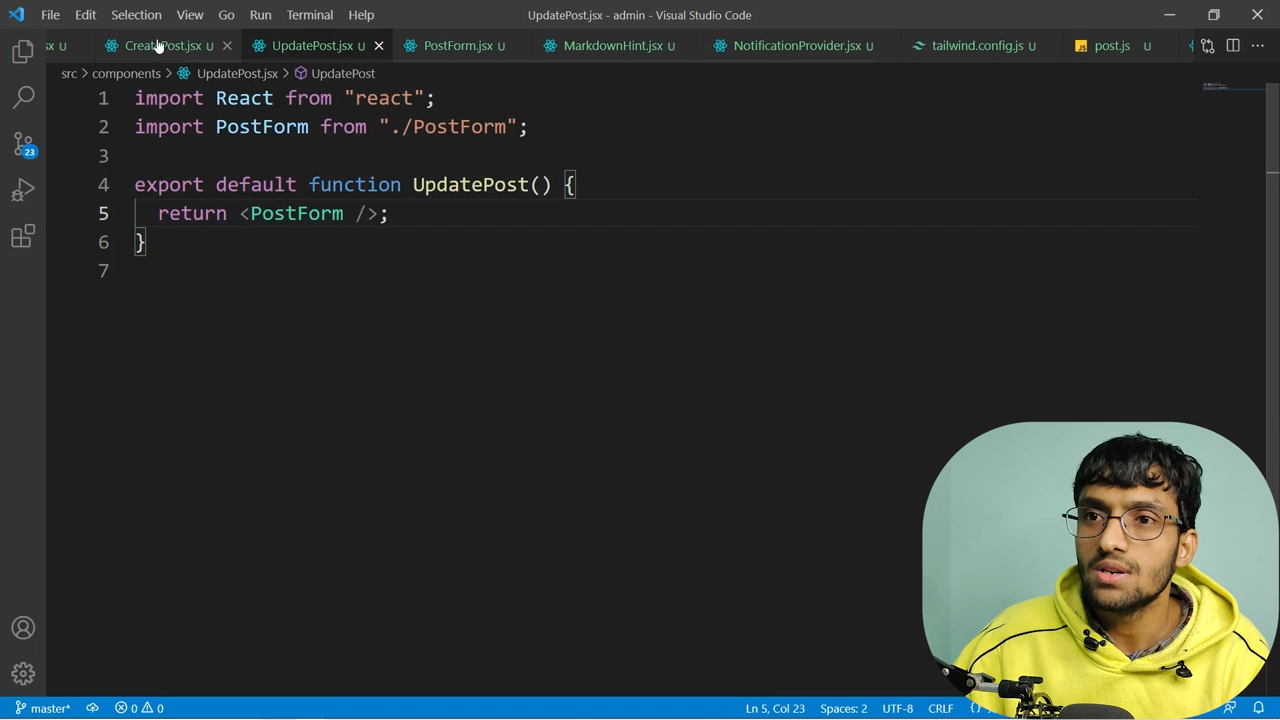 File Edit Selection View Go Run Terminal Help UpdatePost.jsx - admin - Visual Studio Code
sx U CreatePost.jsx U UpdatePost.jsx U PostForm.jsx U MarkdownHint.jsx U NotificationProvider.jsx U tailwind.config.js U JS post.js U
src > components > UpdatePost.jsx > UpdatePost
1 import React from "react";
2 import PostForm from "./PostForm";
3
4 export default function UpdatePost() {
5 return <PostForm />;
6 }
7
23
master* 0 0 Ln 5, Col 23 Spaces: 2 UTF-8 CRLF {}